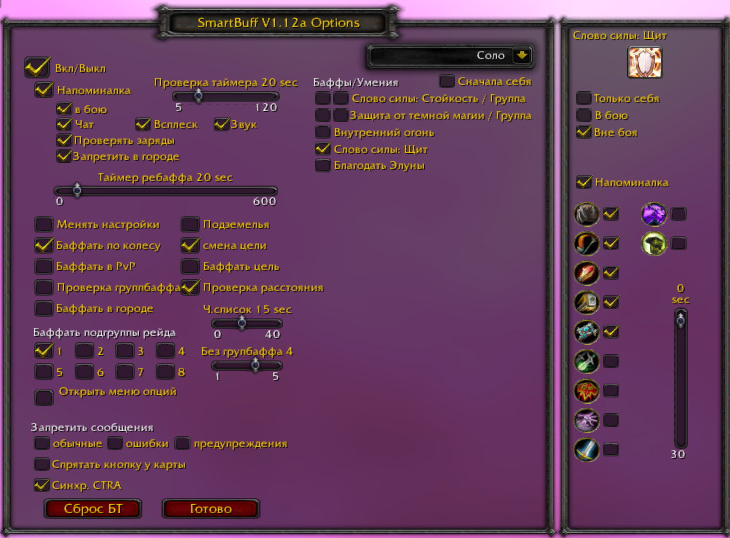 SmartBuff V1.12a Options
Вкл/Выкл
Напоминалка
Проверка таймера 20 sec
5 120
в бою
Чат Всплеск Звук
Проверять заряды
Запретить в городе
Таймер ребаффа 20 sec
0 600
Менять настройки Подземелья
Баффать по колесу смена цели
Баффать в PvP Баффать цель
Проверка группбаффа Проверка расстояния
Баффать в городе Ч.список 15 sec
0 40
Баффать подгруппы рейда
Без групбаффа 4
1 2 3 4
5 6 7 8
1 5
Открыть меню опций
Запретить сообщения
обычные ошибки предупреждения
Спрятать кнопку у карты
Синхр. CTRA
Сброс БТ Готово
Соло
Баффы/Умения Сначала себя
Слово силы: Стойкость / Группа
Защита от темной магии / Группа
Внутренний огонь
Слово силы: Щит
Благодать Элуны
Слово силы: Щит
Только себя
В бою
Вне боя
Напоминалка
0
sec
30